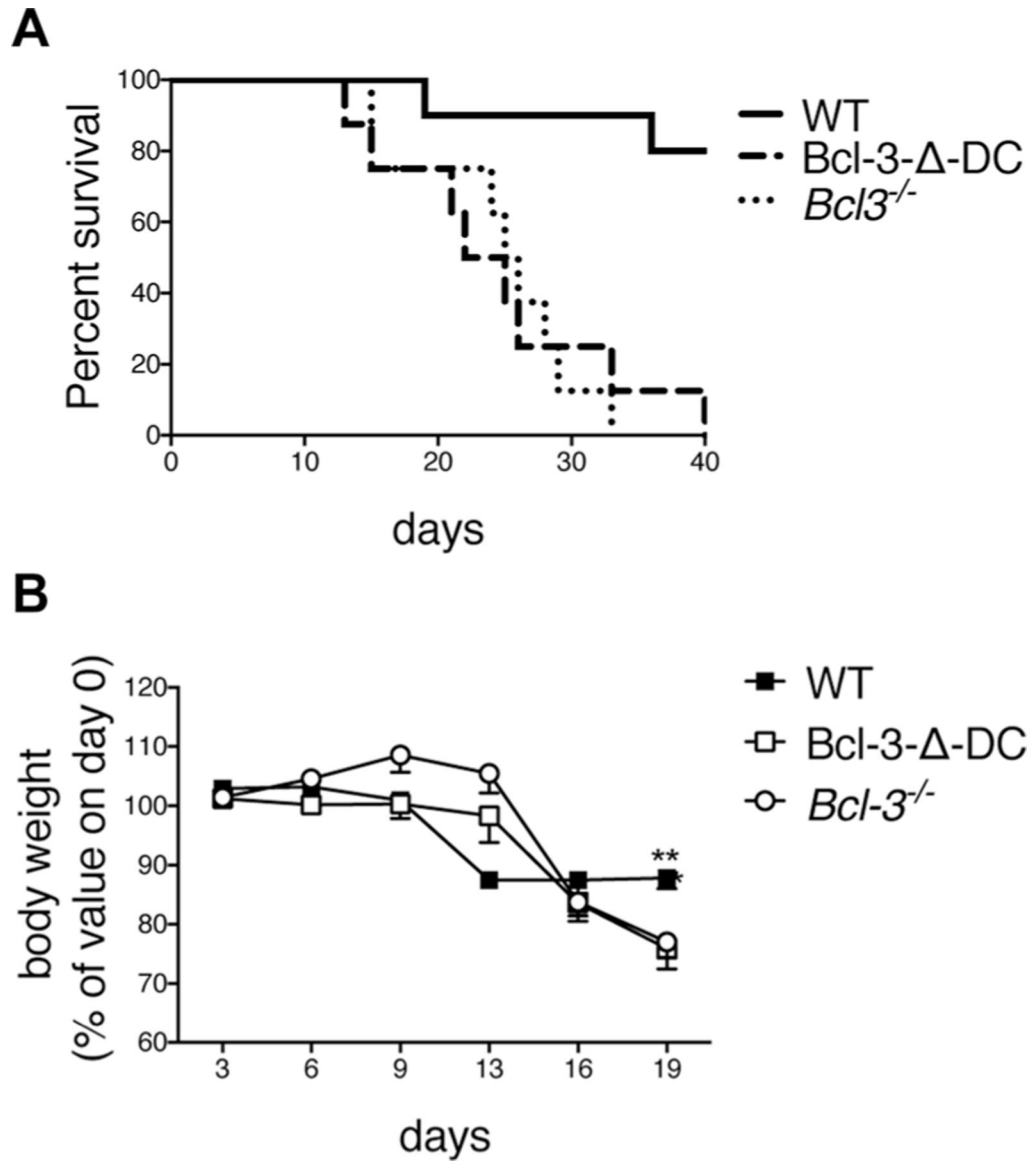 A
Percent survival
100
80
60
40
20
0
0 10 20 30 40
days
WT
Bcl-3-Δ-DC
Bcl3-/-
B
body weight
(% of value on day 0)
120
110
100
90
80
70
60
3 6 9 13 16 19
days
**
*
WT
Bcl-3-Δ-DC
Bcl-3-/-